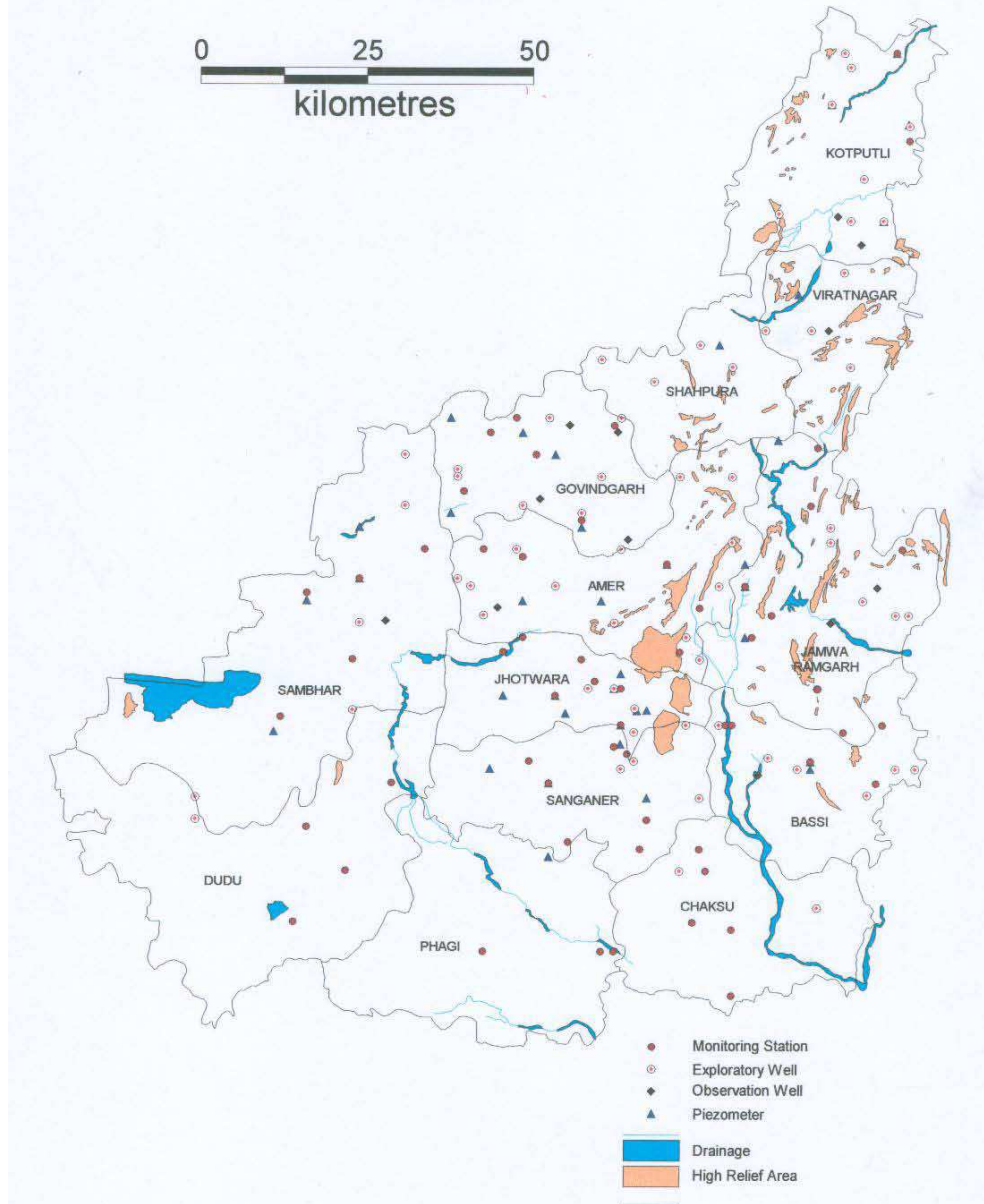 0 25 50
kilometres
KOTPUTLI
VIRATNAGAR
SHAHPURA
GOVINDGARH
AMER
JAMWA
RAMGARH
JHOTWARA
SAMBHAR
SANGANER
BASSI
DUDU
CHAKSU
PHAGI
Monitoring Station
Exploratory Well
Observation Well
Piezometer
Drainage
High Relief Area